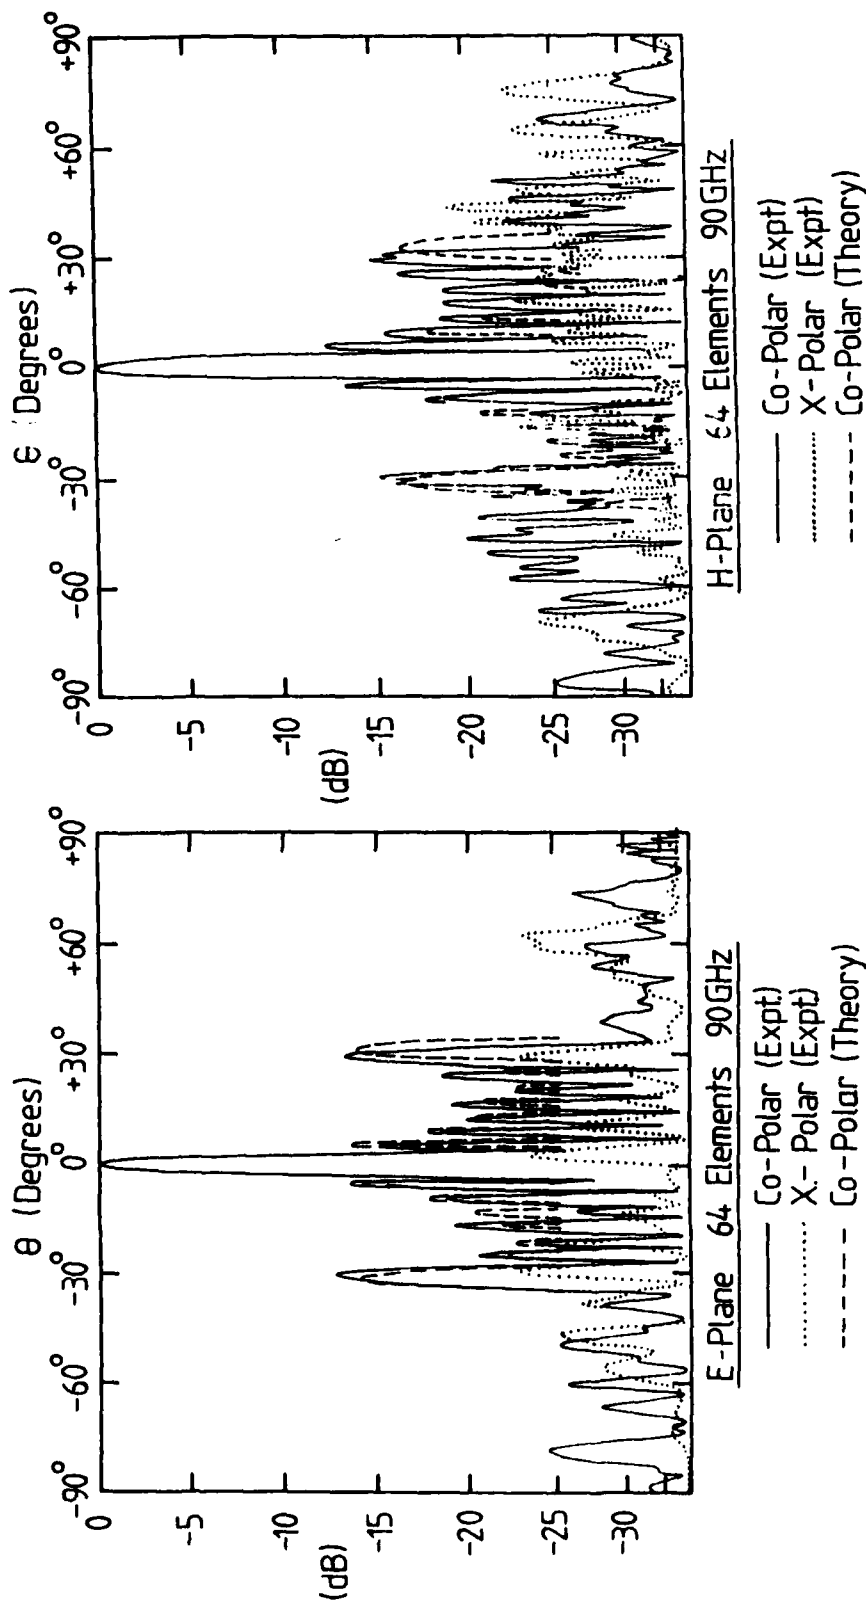 θ (Degrees)
-90° -60° -30° 0° +30° +60° +90°
0
-5
-10
(dB)
-15
-20
-25
-30
E-Plane 64 Elements 90GHz
Co-Polar (Expt.)
X-Polar (Expt.)
Co-Polar (Theory)
(Degrees)
-90° -60° -30° 0° +30° +60° +90°
0
-5
-10
(dB)
-15
-20
-25
-30
H-Plane 64 Elements 90GHz
Co-Polar (Expt)
X-Polar (Expt)
Co-Polar (Theory)